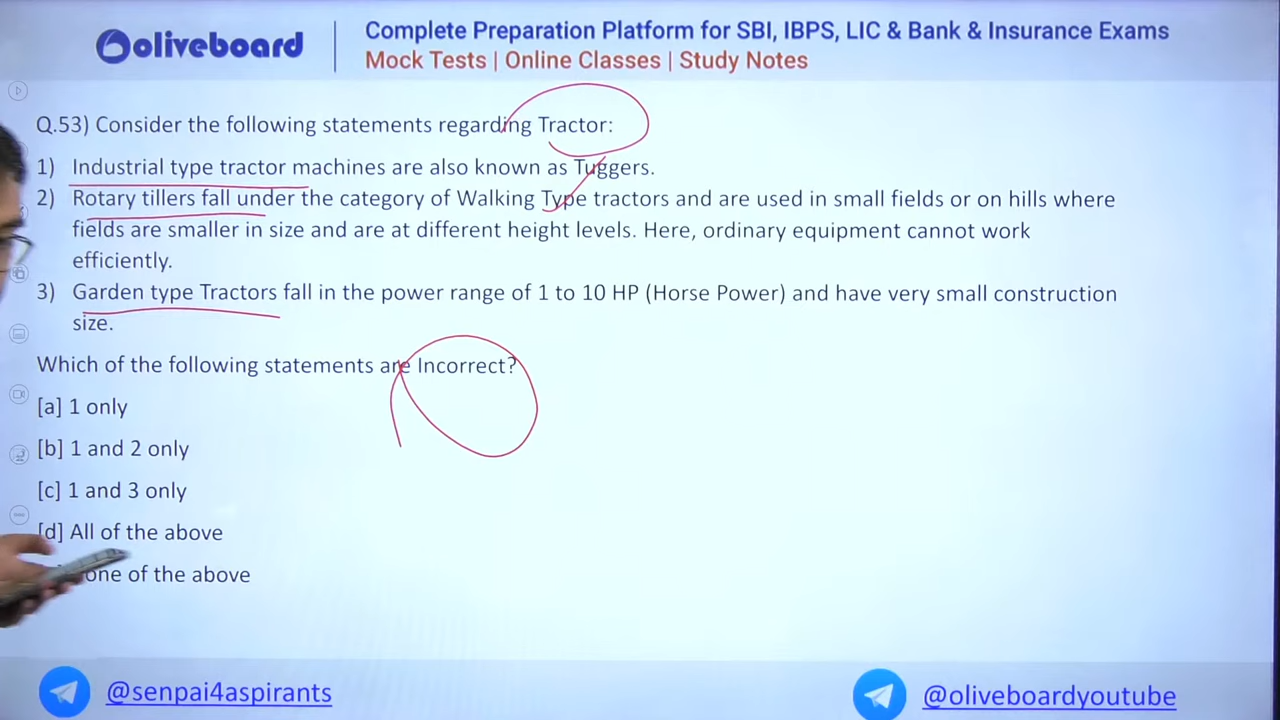 oliveboard
Complete Preparation Platform for SBI, IBPS, LIC & Bank & Insurance Exams
Mock Tests | Online Classes | Study Notes
Q.53) Consider the following statements regarding Tractor:
1) Industrial type tractor machines are also known as Tuggers.
2) Rotary tillers fall under the category of Walking Type tractors and are used in small fields or on hills where
fields are smaller in size and are at different height levels. Here, ordinary equipment cannot work
efficiently.
3) Garden type Tractors fall in the power range of 1 to 10 HP (Horse Power) and have very small construction
size.
Which of the following statements are Incorrect?
[a] 1 only
[b] 1 and 2 only
[c] 1 and 3 only
[d] All of the above
of the above
@senpai4aspirants
@oliveboardyoutube